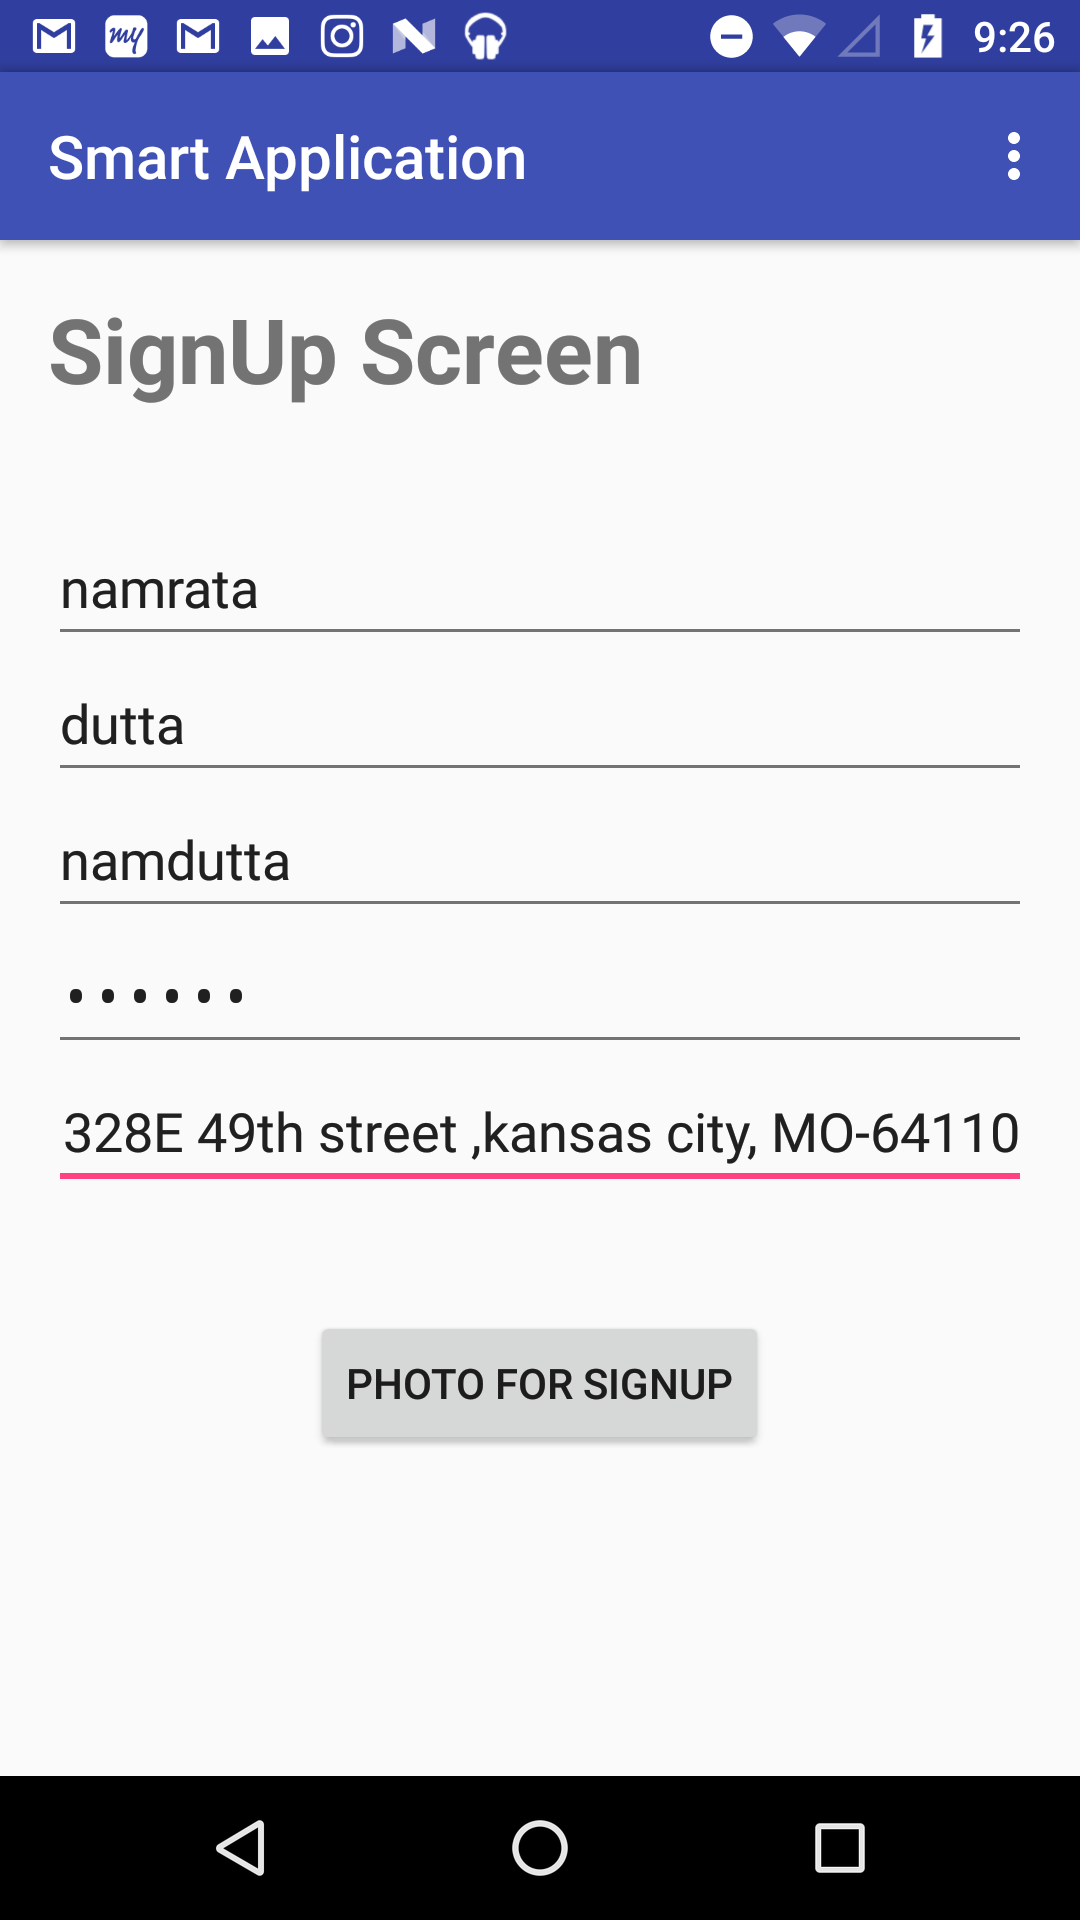 my 9:26
Smart Application
SignUp Screen
namrata
dutta
namdutta
••••••
328E 49th street ,kansas city, MO-64110
PHOTO FOR SIGNUP